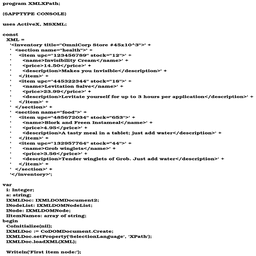 program XMLXPath;
{$APPTYPE CONSOLE}
uses ActiveX, MSXML;
const
XML =
'<inventory title="OmniCorp Store #45x10^3">' +
' <section name="health">' +
' <item upc="123456789" stock="12">' +
' <name>Invisibility Cream</name>' +
' <price>14.50</price>' +
' <description>Makes you invisible</description>' +
' </item>' +
' <item upc="445322344" stock="18">' +
' <name>Levitation Salve</name>' +
' <price>23.99</price>' +
' <description>Levitate yourself for up to 3 hours per application</description>' +
' </item>' +
' </section>' +
' <section name="food">' +
' <item upc="485672034" stock="653">' +
' <name>Blork and Freen Instameal</name>' +
' <price>4.95</price>' +
' <description>A tasty meal in a tablet; just add water</description>' +
' </item>' +
' <item upc="132957764" stock="44">' +
' <name>Grob winglets</name>' +
' <price>3.56</price>' +
' <description>Tender winglets of Grob. Just add water</description>' +
' </item>' +
' </section>' +
'</inventory>';
var
i: Integer;
s: string;
lXMLDoc: IXMLDOMDocument2;
lNodeList: IXMLDOMNodeList;
lNode: IXMLDOMNode;
lItemNames: array of string;
begin
CoInitialize(nil);
lXMLDoc := CoDOMDocument.Create;
lXMLDoc.setProperty('SelectionLanguage', 'XPath');
lXMLDoc.loadXML(XML);
Writeln('First item node:');